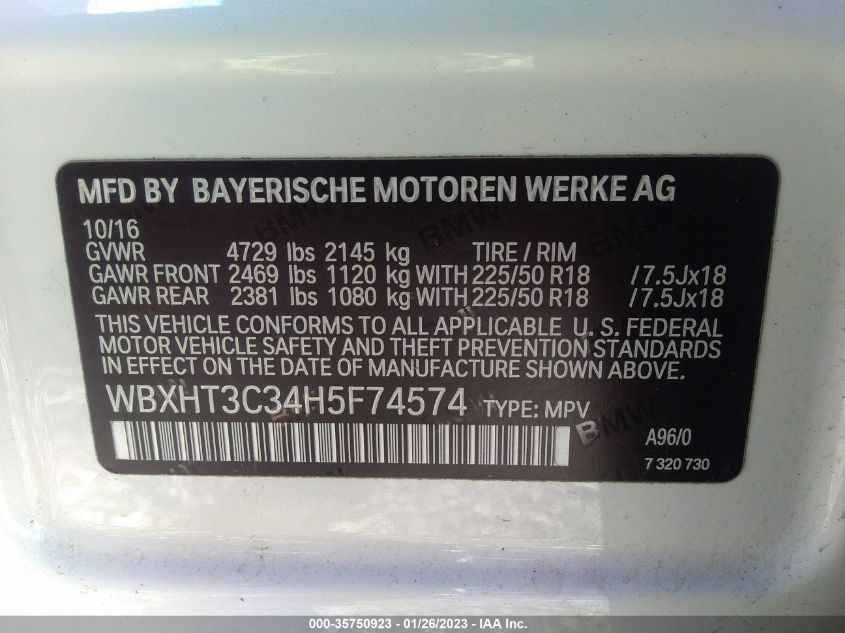 MFD BY BAYERISCHE MOTOREN WERKE AG
10/16
GVWR 4729 lbs 2145 kg TIRE / RIM
GAWR FRONT 2469 lbs 1120 kg WITH 225/50 R18 /7.5Jx18
GAWR REAR 2381 lbs 1080 kg WITH 225/50 R18 /7.5Jx18
THIS VEHICLE CONFORMS TO ALL APPLICABLE U. S. FEDERAL
MOTOR VEHICLE SAFETY AND THEFT PREVENTION STANDARDS
IN EFFECT ON THE DATE OF MANUFACTURE SHOWN ABOVE.
WBXHT3C34H5F74574 TYPE: MPV
BMW
A96/0
7 320 730
000-35750923 - 01/26/2023 - IAA Inc.